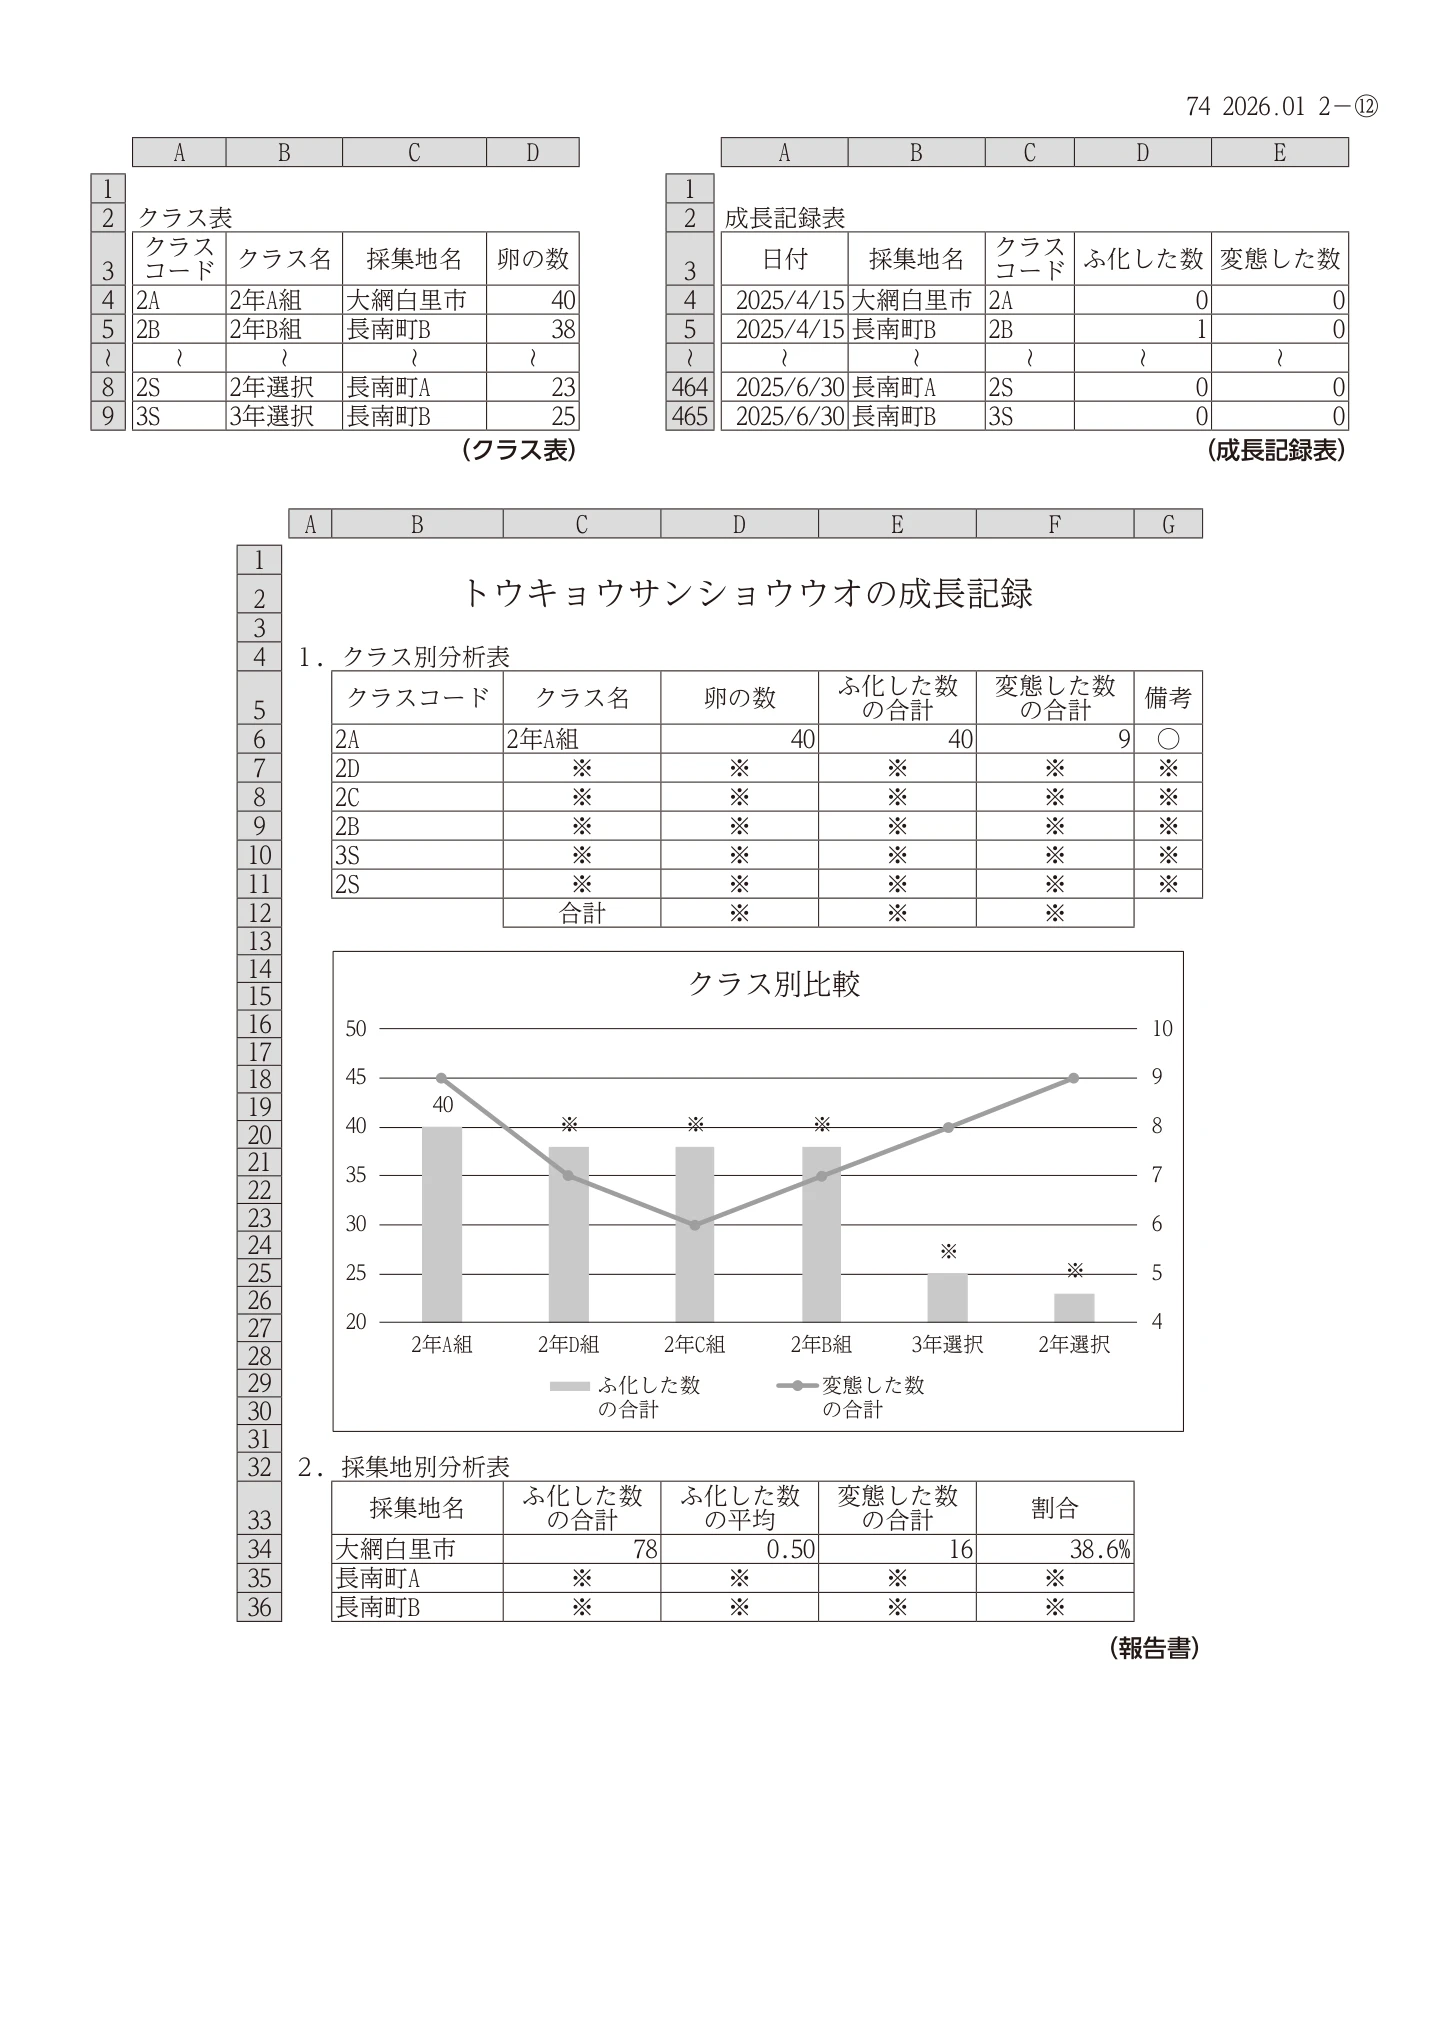 74 2026.01 2－⑫
A B C D
1
2 クラス表
3 クラスコード クラス名 採集地名 卵の数
4 2A 2年A組 大網白里市 40
5 2B 2年B組 長南町B 38
～ ～ ～ ～ ～
8 2S 2年選択 長南町A 23
9 3S 3年選択 長南町B 25
（クラス表）
A B C D E
1
2 成長記録表
3 日付 採集地名 クラスコード ふ化した数 変態した数
4 2025/4/15 大網白里市 2A 0 0
5 2025/4/15 長南町B 2B 1 0
～ ～ ～ ～ ～ ～
464 2025/6/30 長南町A 2S 0 0
465 2025/6/30 長南町B 3S 0 0
（成長記録表）
A B C D E F G
1
2 トウキョウサンショウウオの成長記録
3
4 1．クラス別分析表
5 クラスコード クラス名 卵の数 ふ化した数の合計 変態した数の合計 備考
6 2A 2年A組 40 40 9 ○
7 2D ※ ※ ※ ※ ※
8 2C ※ ※ ※ ※ ※
9 2B ※ ※ ※ ※ ※
10 3S ※ ※ ※ ※ ※
11 2S ※ ※ ※ ※ ※
12 合計 ※ ※ ※
13
14
15
16
17
18
19
20
21
22
23
24
25
26
27
28
29
30
31
クラス別比較
50 10
45 9
40
40 ※ ※ ※ 8
35 7
30 6
※
25 ※ 5
20 4
2年A組 2年D組 2年C組 2年B組 3年選択 2年選択
ふ化した数の合計 変態した数の合計
32 2．採集地別分析表
33 採集地名 ふ化した数の合計 ふ化した数の平均 変態した数の合計 割合
34 大網白里市 78 0.50 16 38.6%
35 長南町A ※ ※ ※ ※
36 長南町B ※ ※ ※ ※
（報告書）